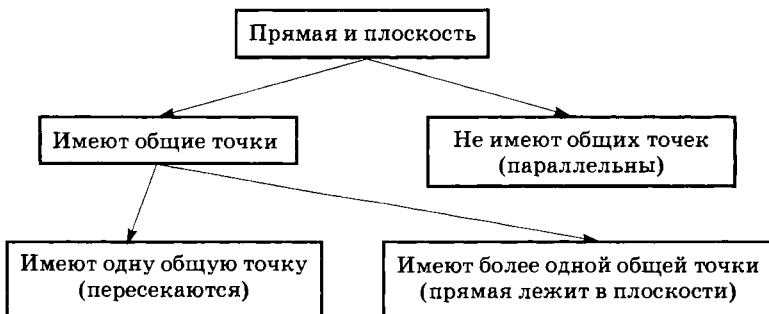 Прямая и плоскость
Имеют общие точки
Не имеют общих точек
(параллельны)
Имеют одну общую точку
(пересекаются)
Имеют более одной общей точки
(прямая лежит в плоскости)